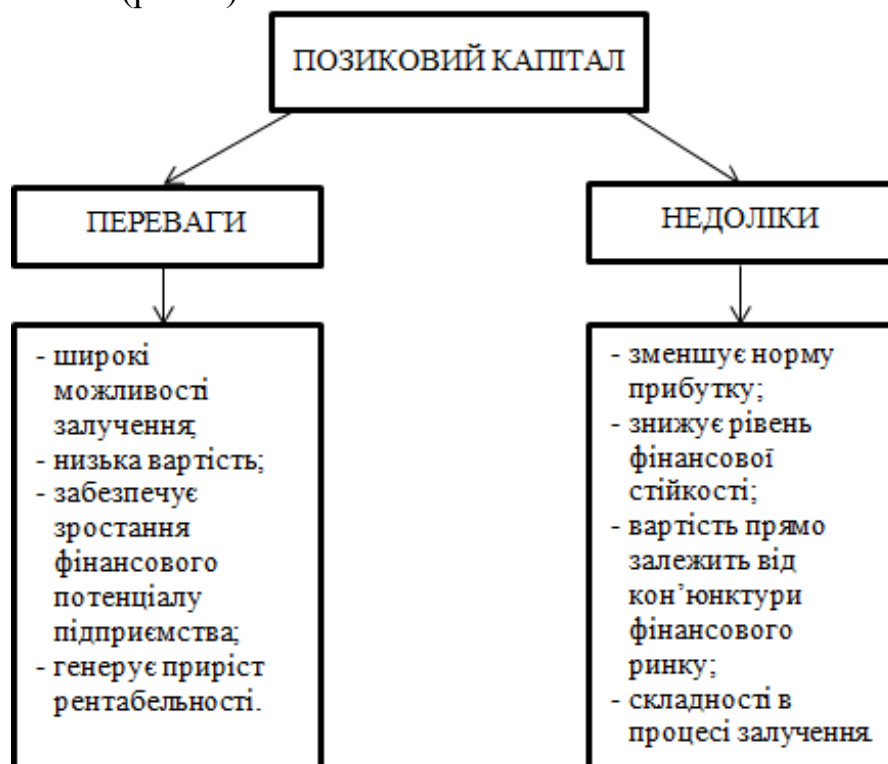 ПОЗИКОВИЙ КАПІТАЛ
ПЕРЕВАГИ
- широкі
можливості
залучення;
- низька вартість;
- забезпечує
зростання
фінансового
потенціалу
підприємства;
- генерує приріст
рентабельності.
НЕДОЛІКИ
- зменшує норму
прибутку;
- знижує рівень
фінансової
стійкості;
- вартість прямо
залежить від
кон’юнктури
фінансового
ринку;
- складності в
процесі залучення.